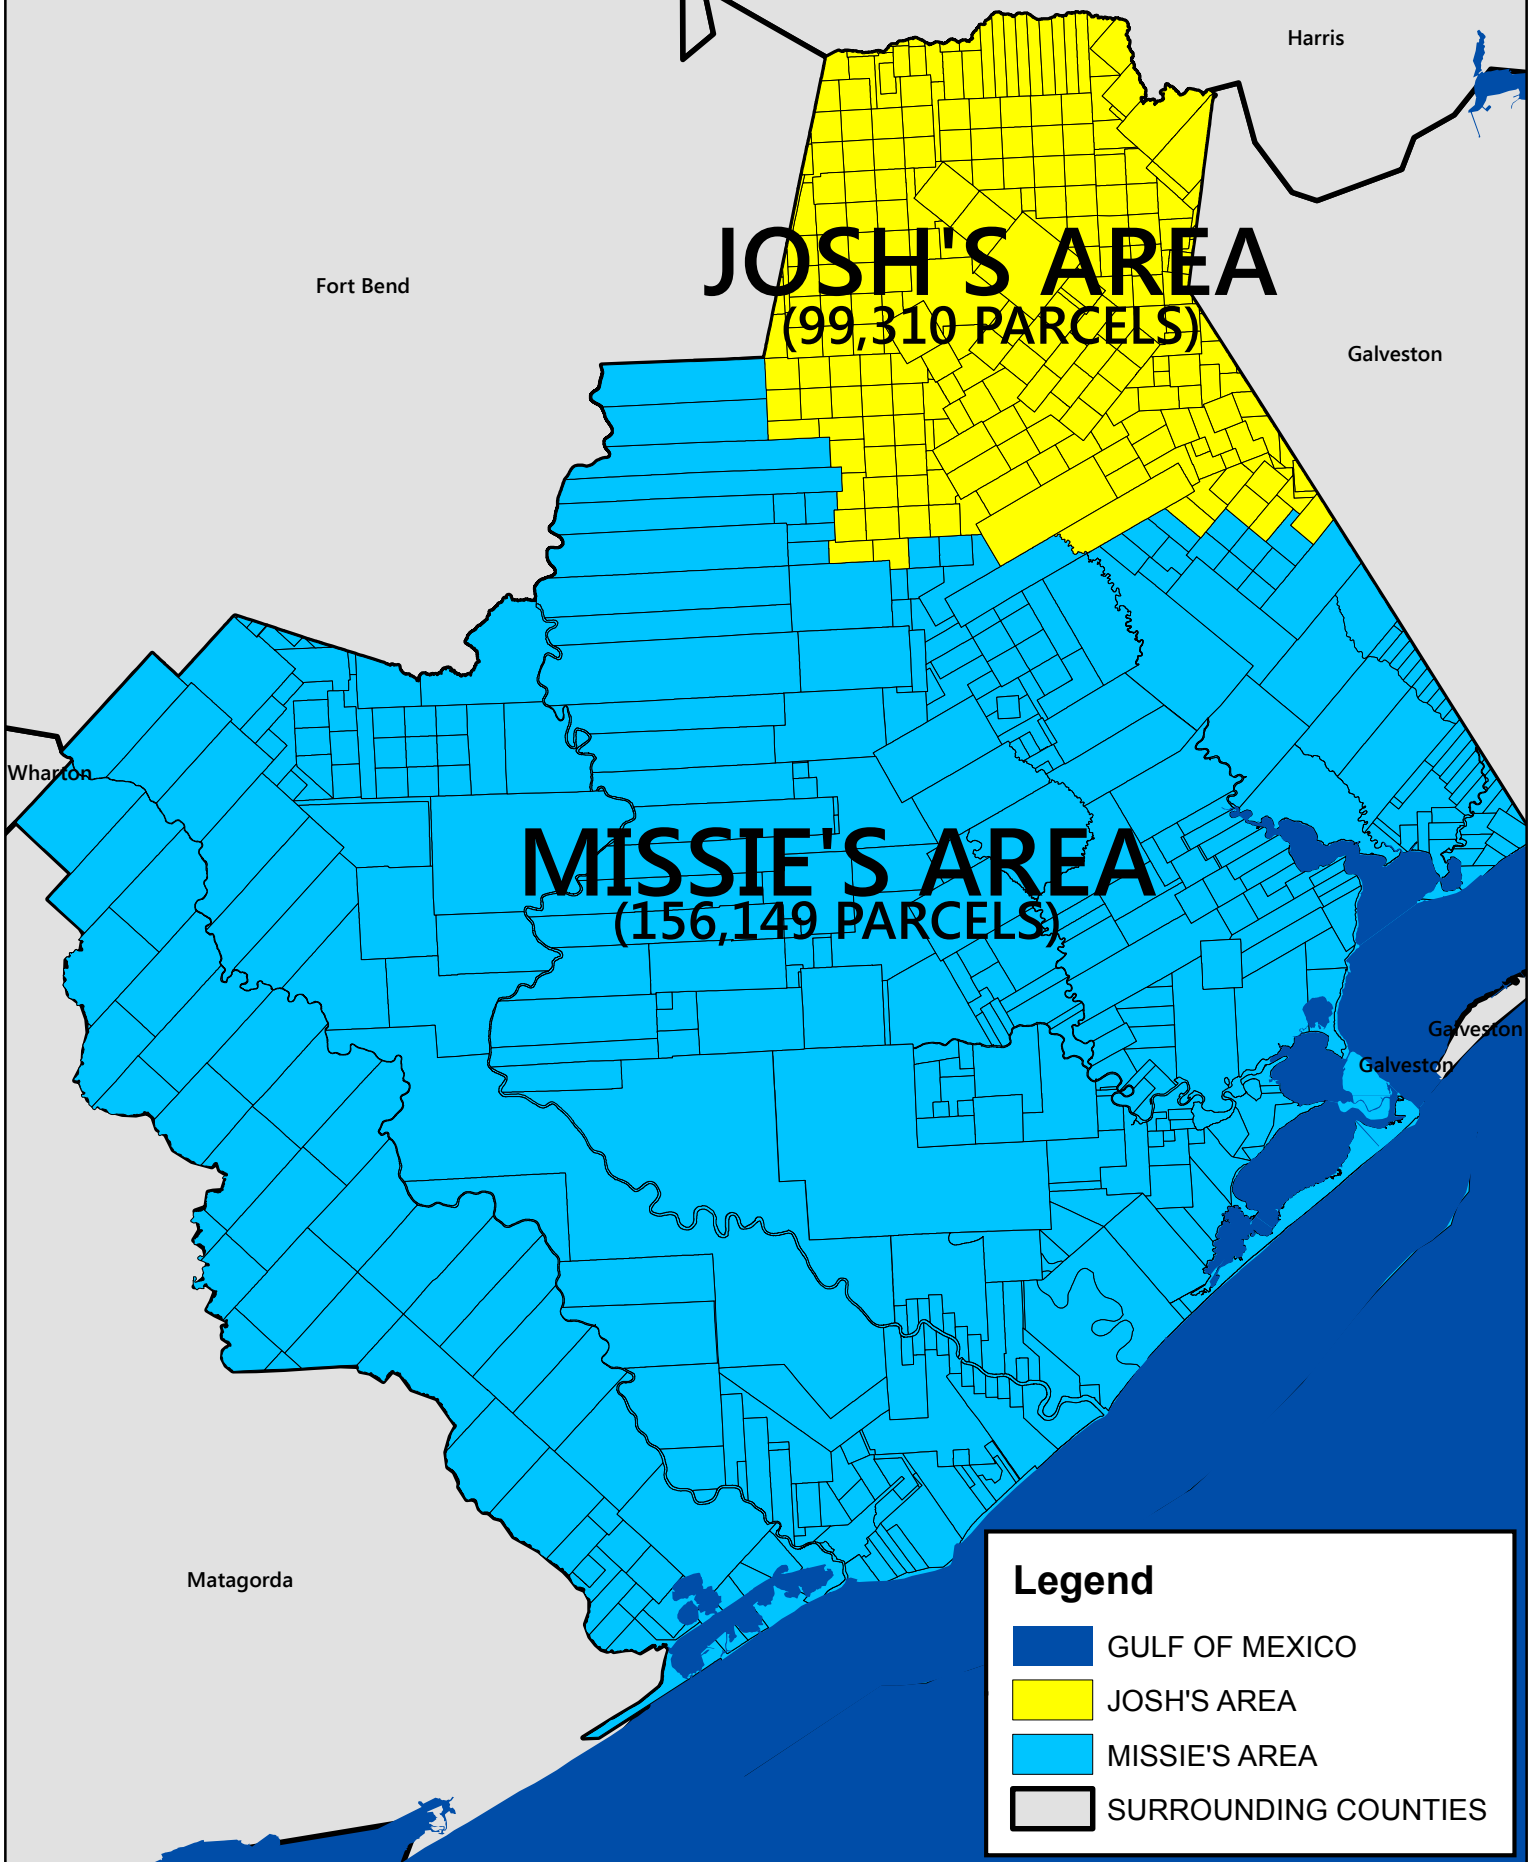 Harris
JOSH'S AREA
(99,310 PARCELS)
Fort Bend
Galveston
Wharton
MISSIE'S AREA
(156,149 PARCELS)
Galveston
Galveston
Matagorda
Legend
GULF OF MEXICO
JOSH'S AREA
MISSIE'S AREA
SURROUNDING COUNTIES